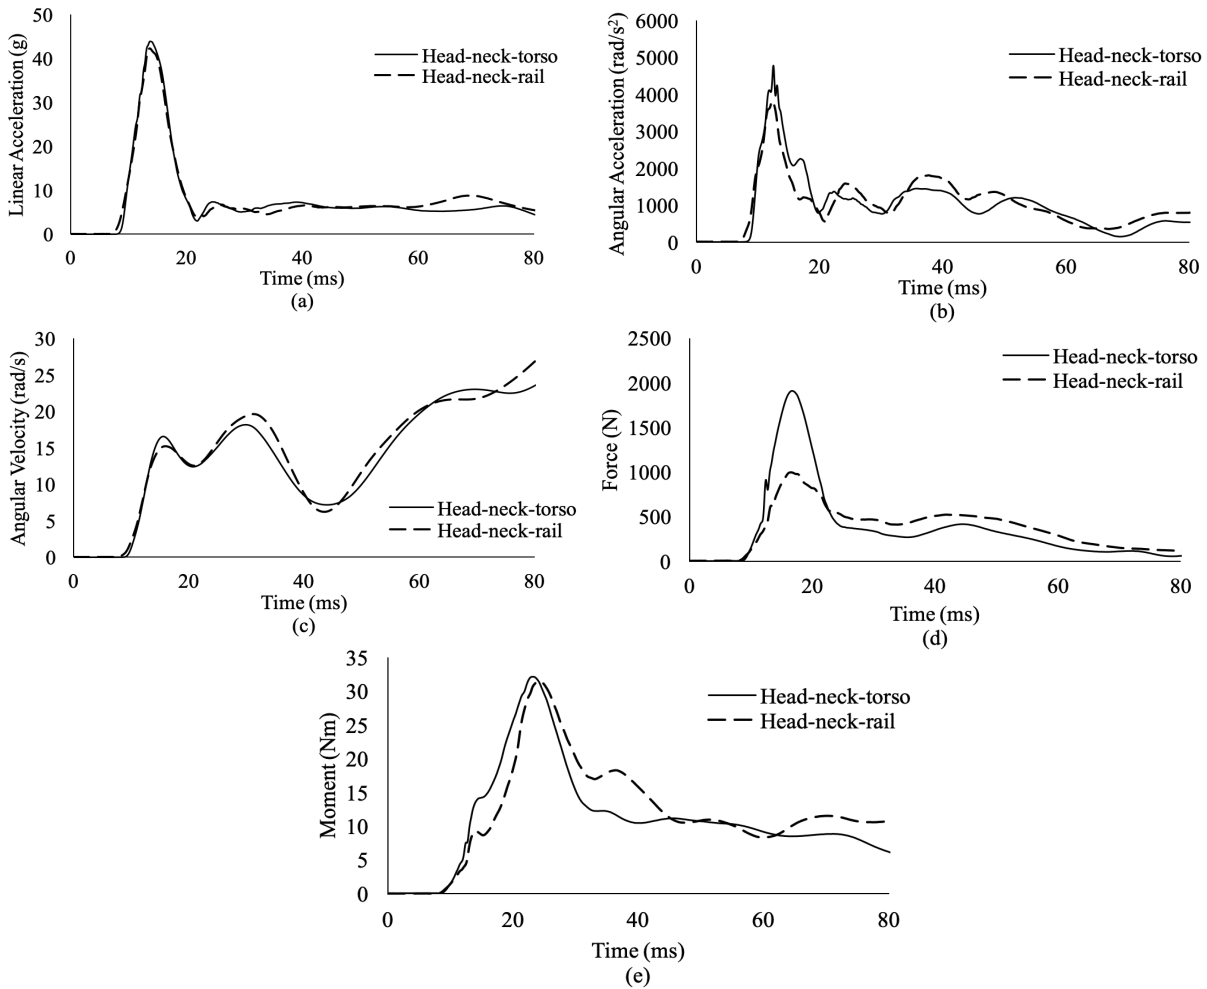 Linear Acceleration (g)
50
40
30
20
10
0
Head-neck-torso
Head-neck-rail
0 20 40 60 80
Time (ms)
(a)
Angular Acceleration (rad/s²)
6000
5000
4000
3000
2000
1000
0
Head-neck-torso
Head-neck-rail
0 20 40 60 80
Time (ms)
(b)
Angular Velocity (rad/s)
30
25
20
15
10
5
0
Head-neck-torso
Head-neck-rail
0 20 40 60 80
Time (ms)
(c)
Force (N)
2500
2000
1500
1000
500
0
Head-neck-torso
Head-neck-rail
0 20 40 60 80
Time (ms)
(d)
Moment (Nm)
35
30
25
20
15
10
5
0
Head-neck-torso
Head-neck-rail
0 20 40 60 80
Time (ms)
(e)